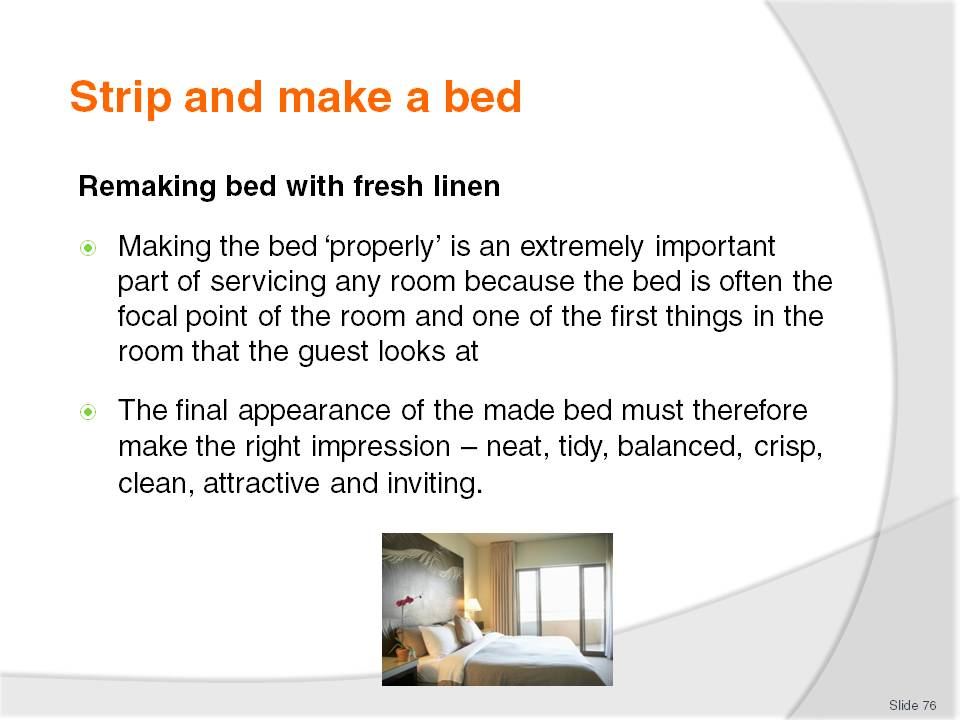 Strip and make a bed
Remaking bed with fresh linen
Making the bed ‘properly’ is an extremely important
part of servicing any room because the bed is often the
focal point of the room and one of the first things in the
room that the guest looks at
The final appearance of the made bed must therefore
make the right impression – neat, tidy, balanced, crisp,
clean, attractive and inviting.
Slide 76